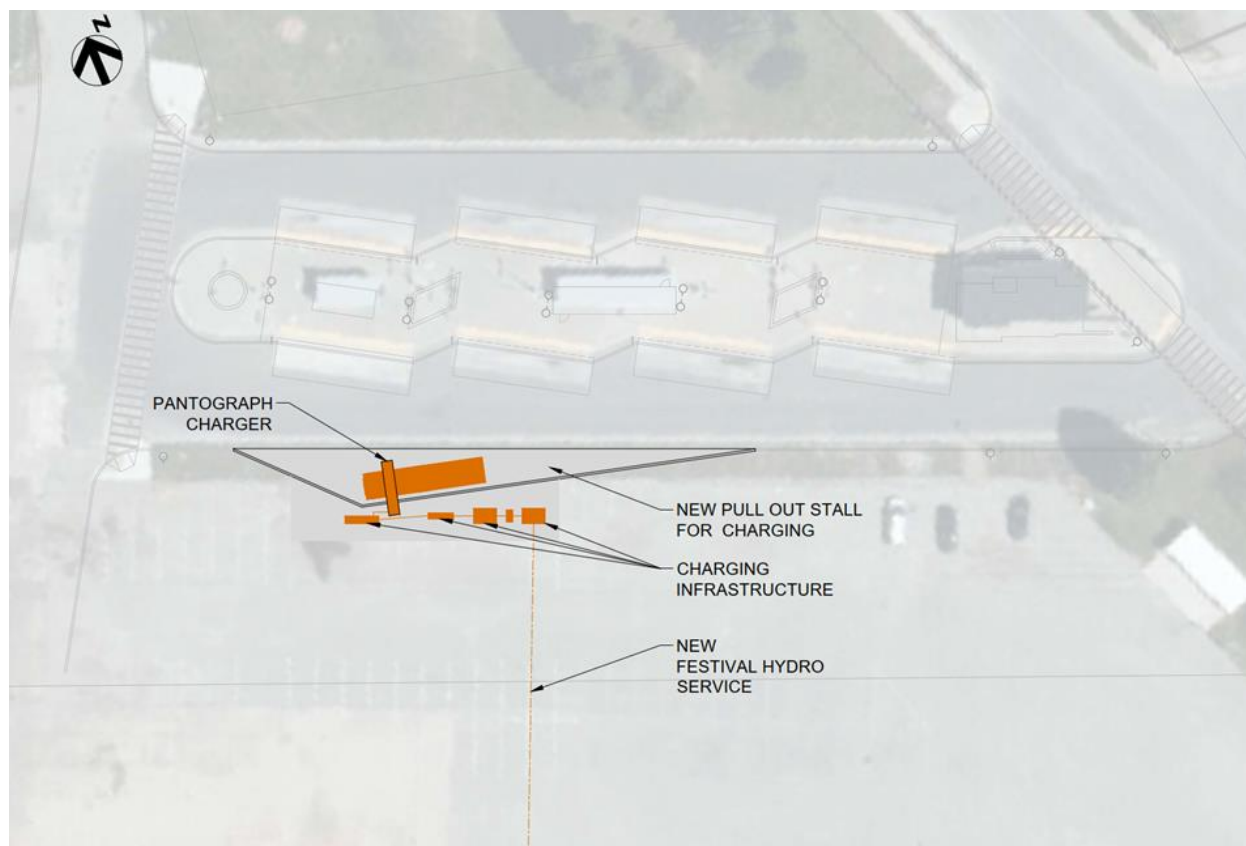 N
PANTOGRAPH
CHARGER
NEW PULL OUT STALL
FOR CHARGING
CHARGING
INFRASTRUCTURE
NEW
FESTIVAL HYDRO
SERVICE